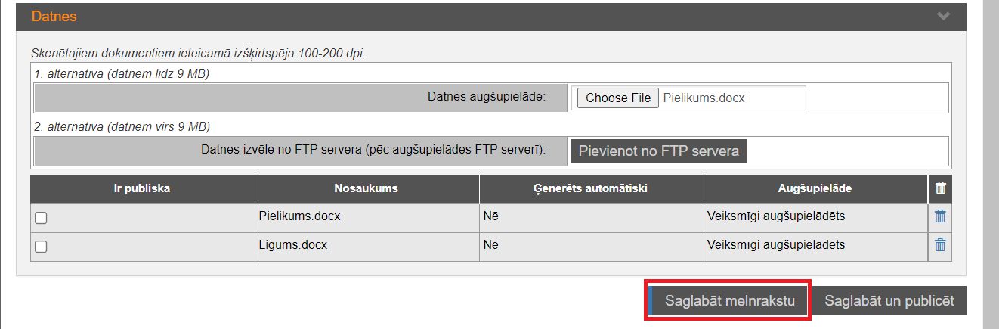 Datnes
Skenētajiem dokumentiem ieteicamā izšķirtspēja 100-200 dpi.
1. alternatīva (datnēm līdz 9 MB)
Datnes augšupielāde: Choose File Pielikums.docx
2. alternatīva (datnēm virs 9 MB)
Datnes izvēle no FTP servera (pēc augšupielādes FTP serverī): Pievienot no FTP servera
Ir publiska Nosaukums Ģenerēts automātiski Augšupielāde
Pielikums.docx Nē Veiksmīgi augšupielādēts
Ligums.docx Nē Veiksmīgi augšupielādēts
Saglabāt melnrakstu Saglabāt un publicēt